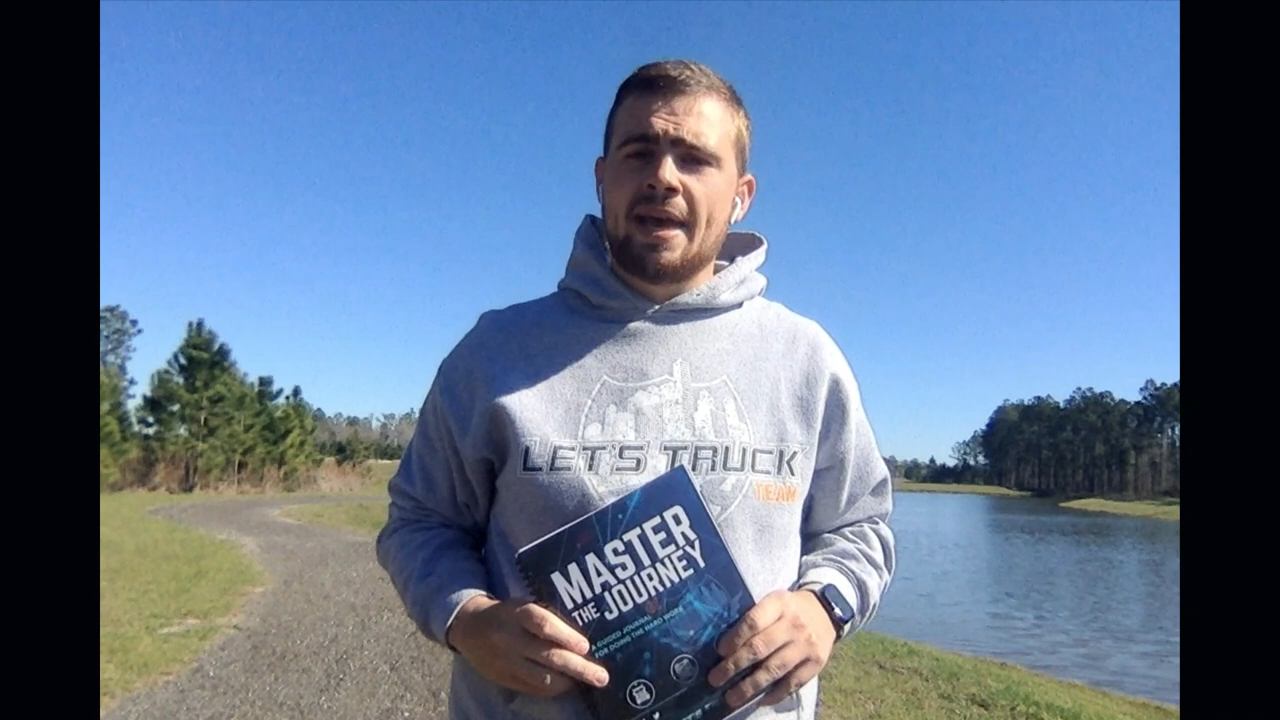 LET'S TRUCK
TEAM
MASTER
THE JOURNEY
A GUIDED JOURNAL
FOR DOING THE HARD WORK